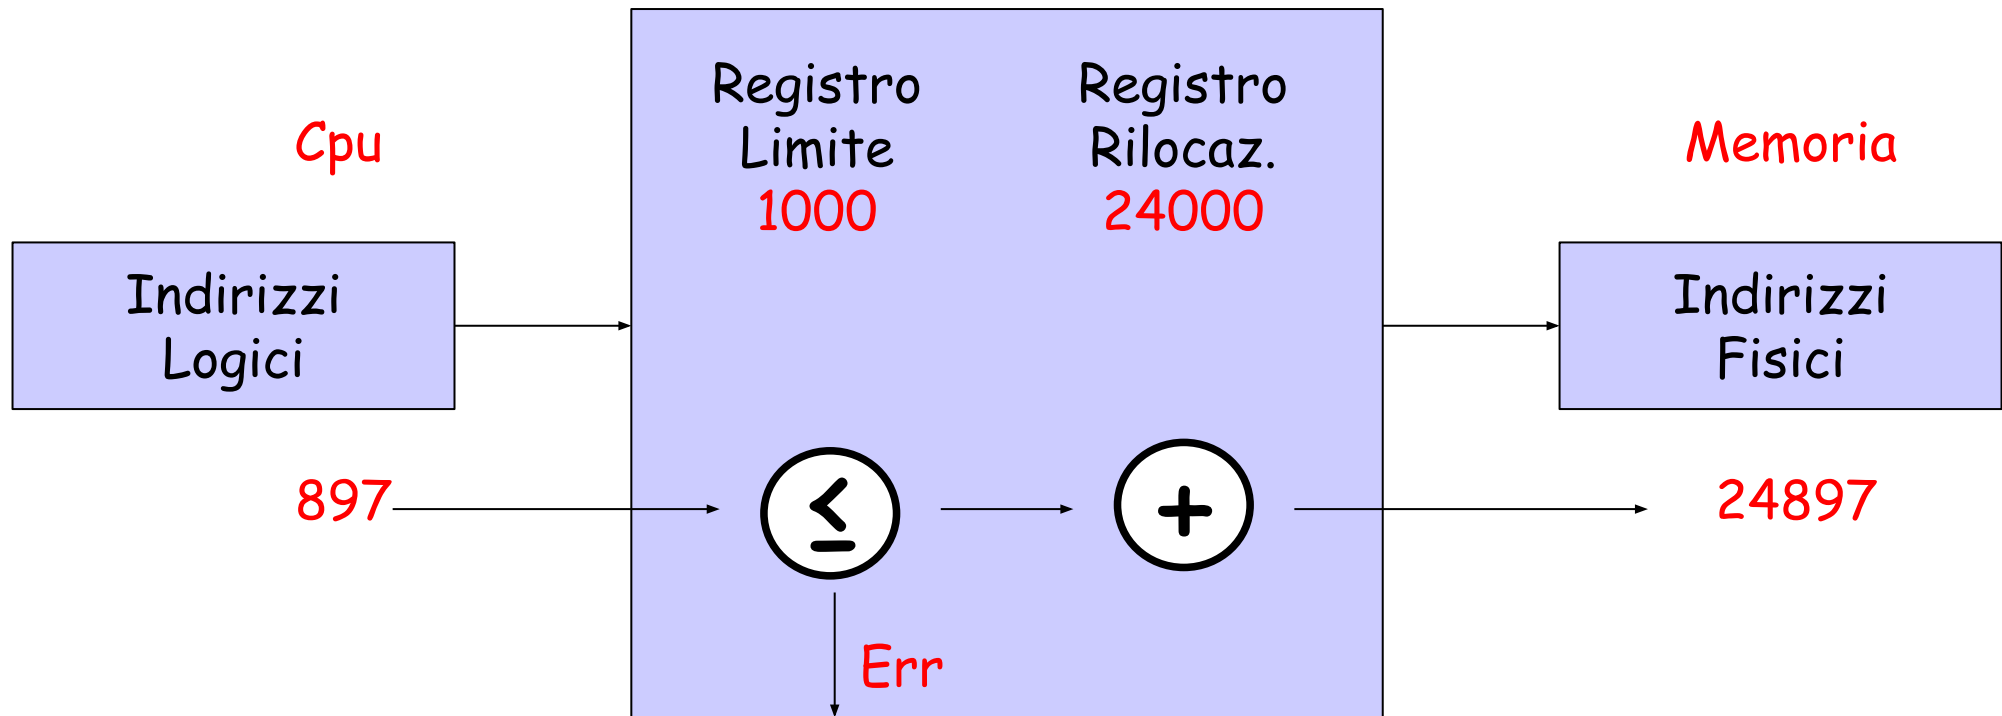 Cpu
Indirizzi
Logici
897
Registro
Limite
1000
Registro
Rilocaz.
24000
≤
+
Err
Memoria
Indirizzi
Fisici
24897